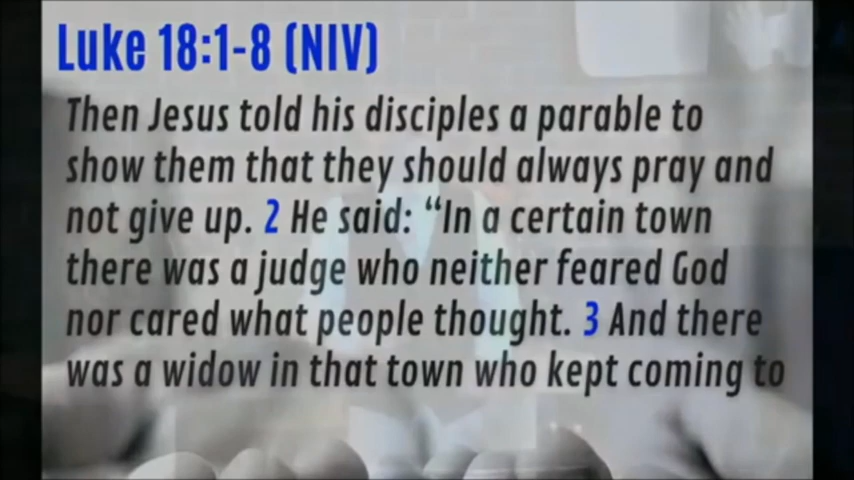 Luke 18:1-8 (NIV)
Then Jesus told his disciples a parable to
show them that they should always pray and
not give up. 2 He said: “In a certain town
there was a judge who neither feared God
nor cared what people thought. 3 And there
was a widow in that town who kept coming to